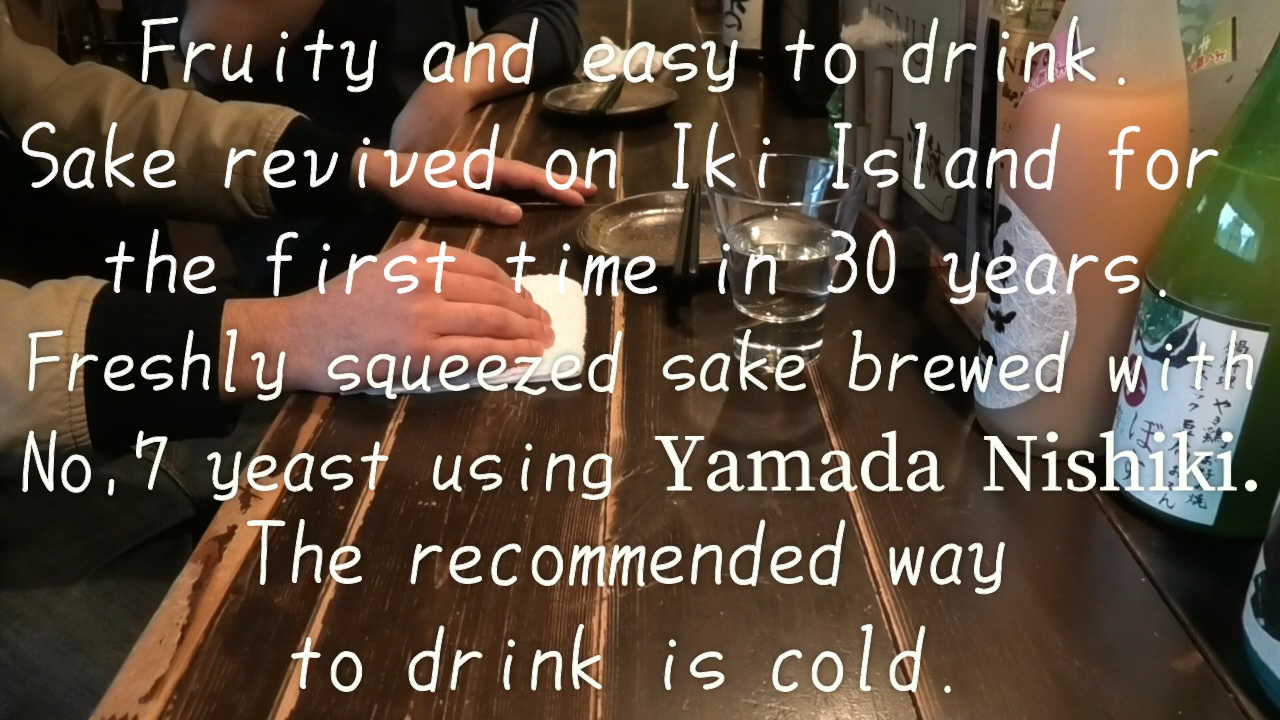 Fruity and easy to drink.
Sake revived on Iki Island for
the first time in 30 years.
Freshly squeezed sake brewed with
No,7 yeast using Yamada Nishiki.
The recommended way
to drink is cold.
MENU